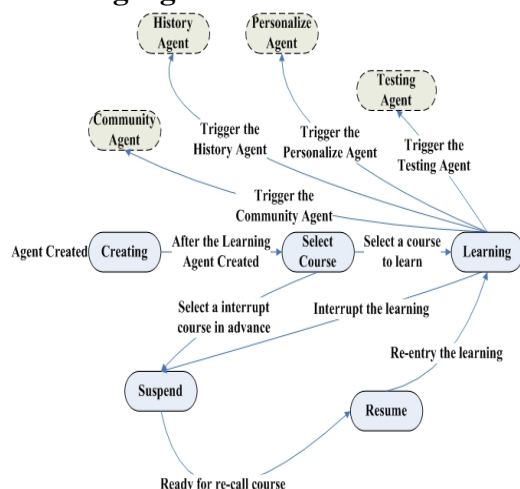 History
Agent
Personalize
Agent
Testing
Agent
Community
Agent
Trigger the
History Agent
Trigger the
Personalize Agent
Trigger the
Testing Agent
Trigger the
Community Agent
Agent Created
Creating
After the Learning
Agent Created
Select
Course
Select a course
to learn
Learning
Select a interrupt
course in advance
Interrupt the learning
Re-entry the learning
Suspend
Resume
Ready for re-call course